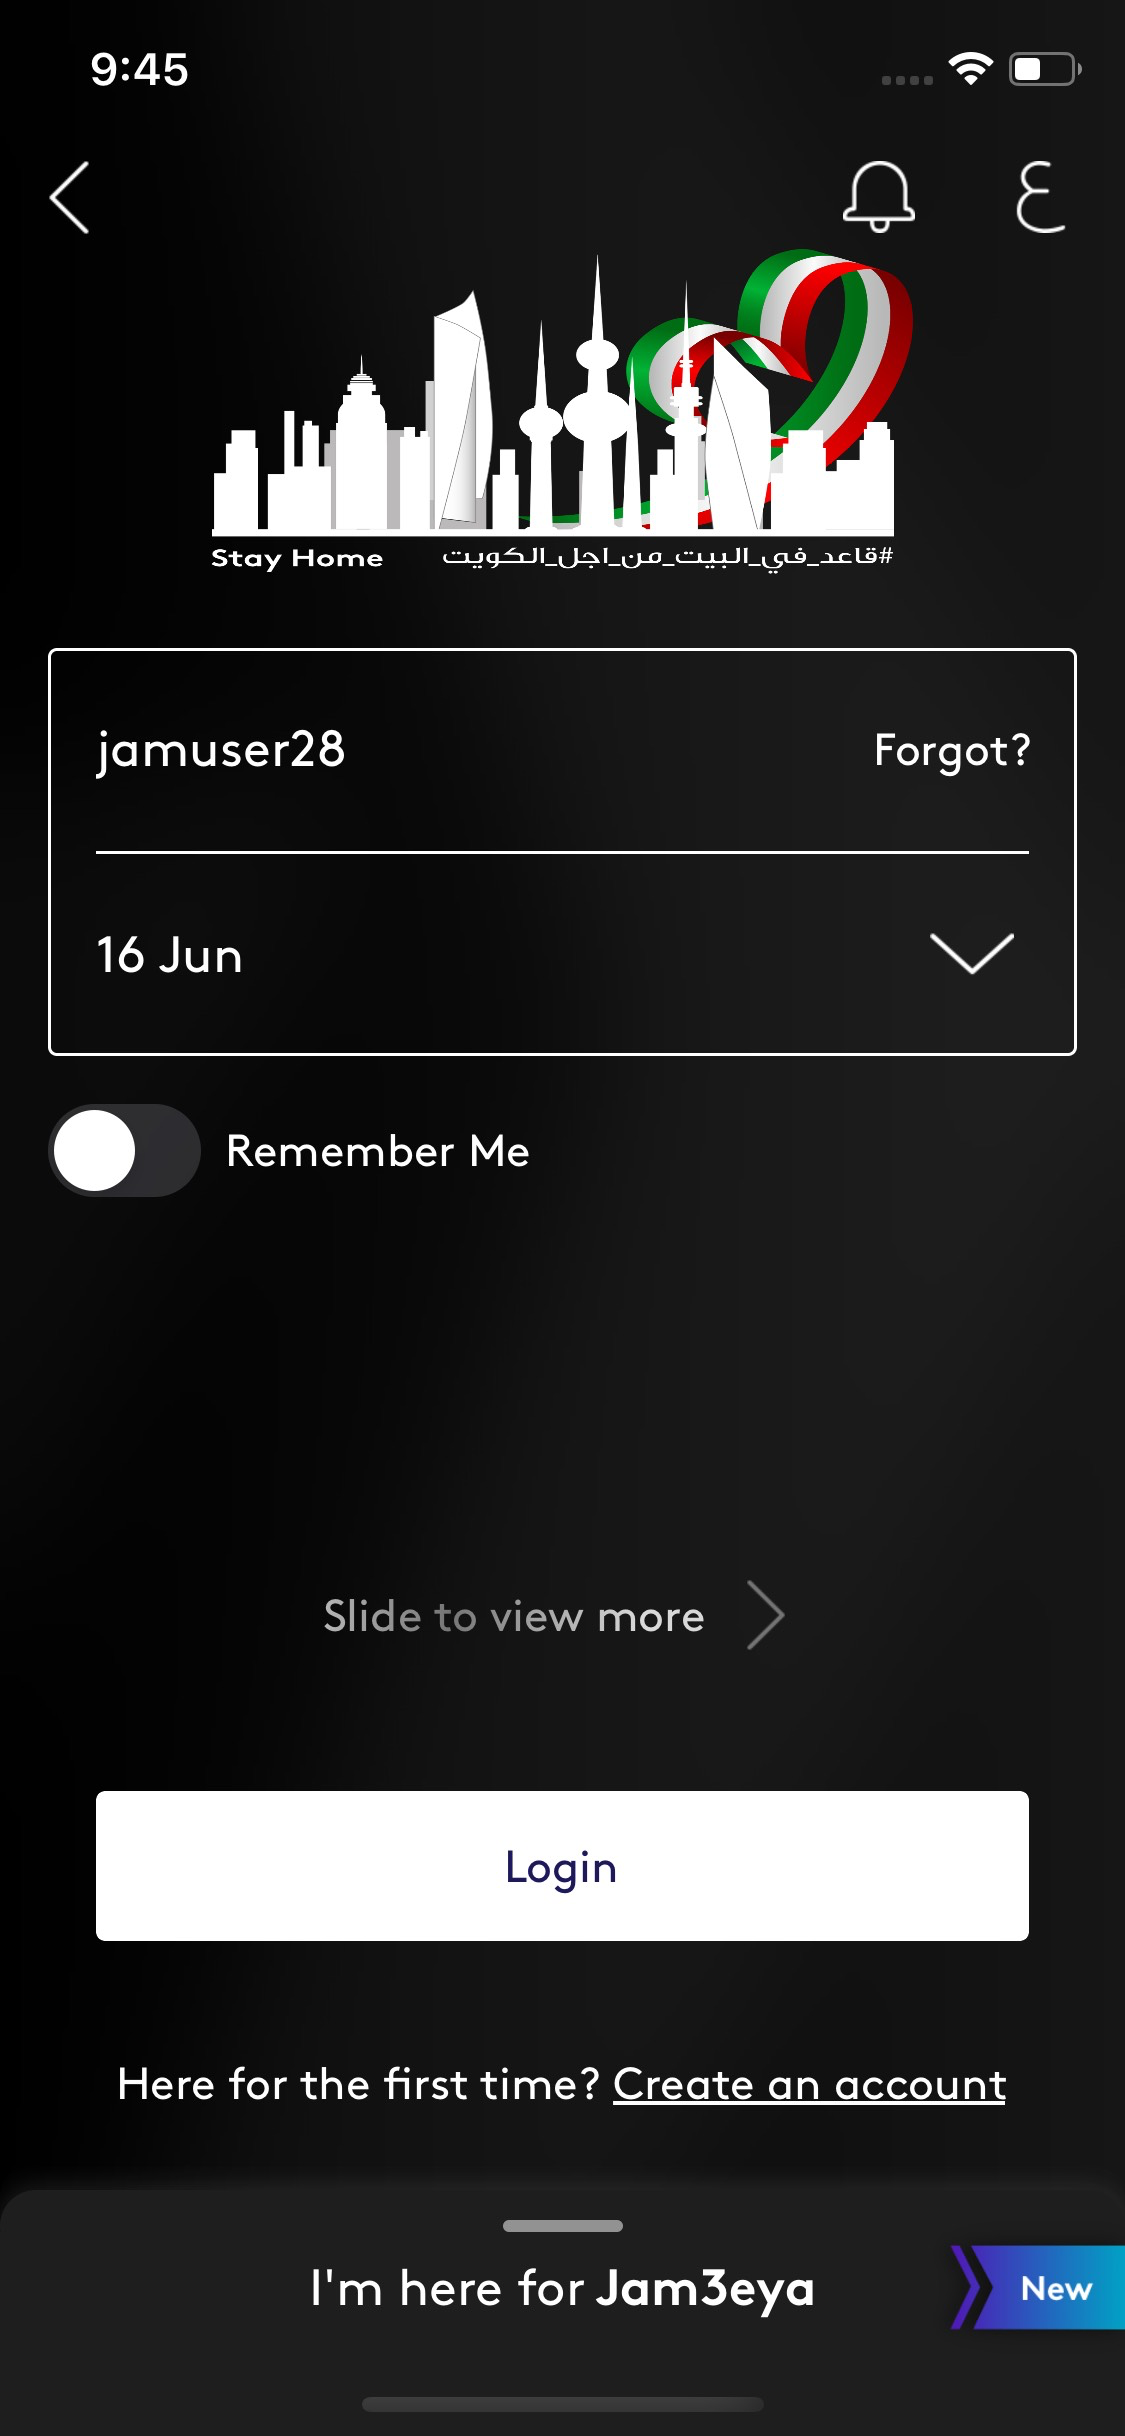 9:45
ع
Stay Home
#قاعد_في_البيت_من_اجل_الكويت
jamuser28
Forgot?
16 Jun
Remember Me
Slide to view more
Login
Here for the first time? Create an account
I'm here for Jam3eya
New